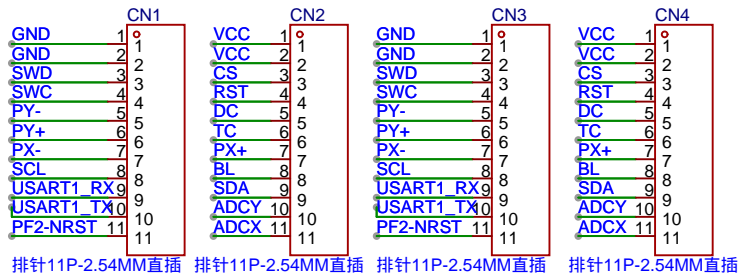 CN1
GND 1 1
GND 2 2
SWD 3 3
SWC 4 4
PY- 5 5
PY+ 6 6
PX- 7 7
SCL 8 8
USART1_RX 9 9
USART1_TX 10 10
PF2-NRST 11 11
排针11P-2.54MM直插
CN2
VCC 1 1
VCC 2 2
CS 3 3
RST 4 4
DC 5 5
TC 6 6
PX+ 7 7
BL 8 8
SDA 9 9
ADCY 10 10
ADCX 11 11
排针11P-2.54MM直插
CN3
GND 1 1
GND 2 2
SWD 3 3
SWC 4 4
PY- 5 5
PY+ 6 6
PX- 7 7
SCL 8 8
USART1_RX 9 9
USART1_TX 10 10
PF2-NRST 11 11
排针11P-2.54MM直插
CN4
VCC 1 1
VCC 2 2
CS 3 3
RST 4 4
DC 5 5
TC 6 6
PX+ 7 7
BL 8 8
SDA 9 9
ADCY 10 10
ADCX 11 11
排针11P-2.54MM直插